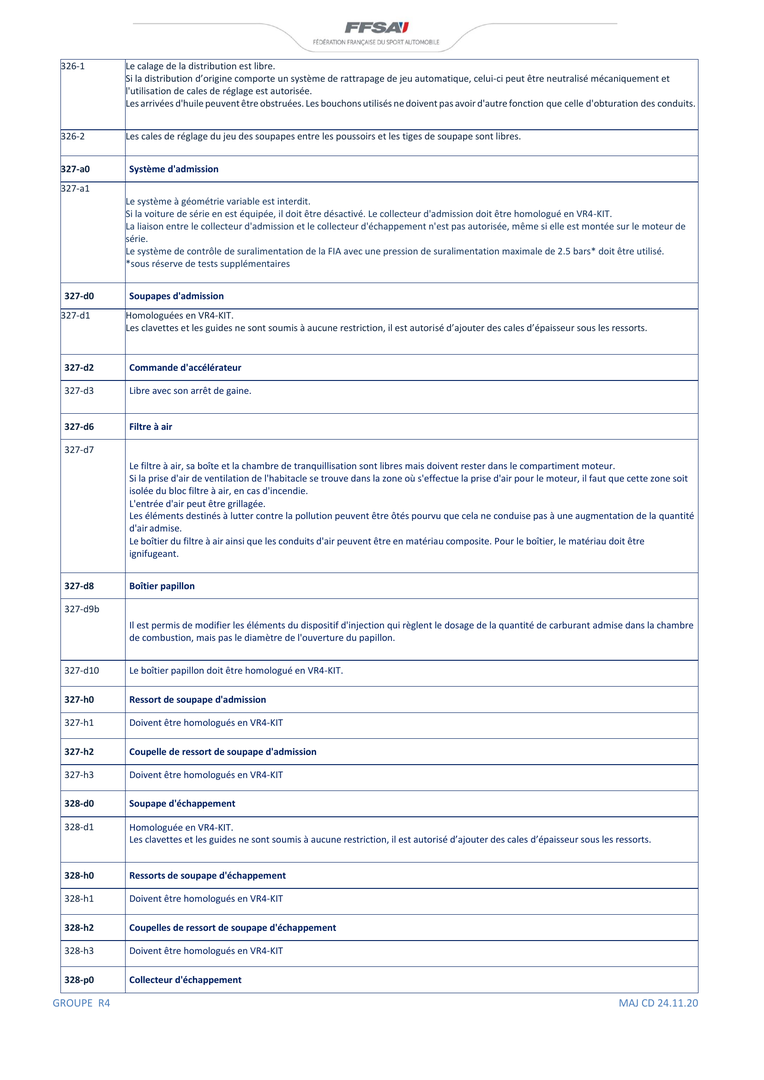 FFSA
FÉDÉRATION FRANÇAISE DU SPORT AUTOMOBILE
326-1 Le calage de la distribution est libre.
Si la distribution d'origine comporte un système de rattrapage de jeu automatique, celui-ci peut être neutralisé mécaniquement et
l'utilisation de cales de réglage est autorisée.
Les arrivées d'huile peuvent être obstruées. Les bouchons utilisés ne doivent pas avoir d'autre fonction que celle d'obturation des conduits.
326-2 Les cales de réglage du jeu des soupapes entre les poussoirs et les tiges de soupape sont libres.
327-a0 Système d'admission
327-a1
Le système à géométrie variable est interdit.
Si la voiture de série en est équipée, il doit être désactivé. Le collecteur d'admission doit être homologué en VR4-KIT.
La liaison entre le collecteur d'admission et le collecteur d'échappement n'est pas autorisée, même si elle est montée sur le moteur de
série.
Le système de contrôle de suralimentation de la FIA avec une pression de suralimentation maximale de 2.5 bars* doit être utilisé.
*sous réserve de tests supplémentaires
327-d0 Soupapes d'admission
327-d1 Homologuées en VR4-KIT.
Les clavettes et les guides ne sont soumis à aucune restriction, il est autorisé d'ajouter des cales d'épaisseur sous les ressorts.
327-d2 Commande d'accélérateur
327-d3 Libre avec son arrêt de gaine.
327-d6 Filtre à air
327-d7
Le filtre à air, sa boîte et la chambre de tranquillisation sont libres mais doivent rester dans le compartiment moteur.
Si la prise d'air de ventilation de l'habitacle se trouve dans la zone où s'effectue la prise d'air pour le moteur, il faut que cette zone soit
isolée du bloc filtre à air, en cas d'incendie.
L'entrée d'air peut être grillagée.
Les éléments destinés à lutter contre la pollution peuvent être ôtés pourvu que cela ne conduise pas à une augmentation de la quantité
d'air admise.
Le boîtier du filtre à air ainsi que les conduits d'air peuvent être en matériau composite. Pour le boîtier, le matériau doit être
ignifugeant.
327-d8 Boîtier papillon
327-d9b
Il est permis de modifier les éléments du dispositif d'injection qui règlent le dosage de la quantité de carburant admise dans la chambre
de combustion, mais pas le diamètre de l'ouverture du papillon.
327-d10 Le boîtier papillon doit être homologué en VR4-KIT.
327-h0 Ressort de soupape d'admission
327-h1 Doivent être homologués en VR4-KIT
327-h2 Coupelle de ressort de soupape d'admission
327-h3 Doivent être homologués en VR4-KIT
328-d0 Soupape d'échappement
328-d1 Homologuée en VR4-KIT.
Les clavettes et les guides ne sont soumis à aucune restriction, il est autorisé d'ajouter des cales d'épaisseur sous les ressorts.
328-h0 Ressorts de soupape d'échappement
328-h1 Doivent être homologués en VR4-KIT
328-h2 Coupelles de ressort de soupape d'échappement
328-h3 Doivent être homologués en VR4-KIT
328-p0 Collecteur d'échappement
GROUPE R4 MAJ CD 24.11.20